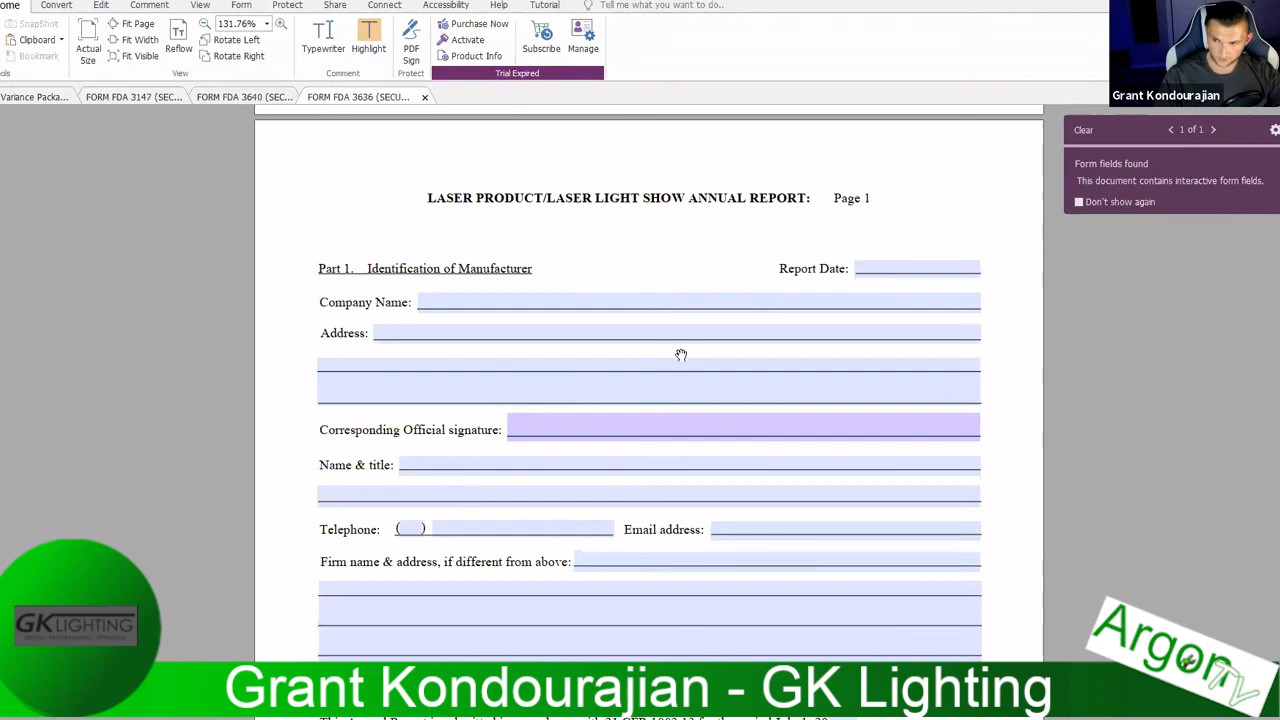 ome Convert Edit Comment View Form Protect Share Connect Accessibility Help Tutorial Tell me what you want to do...
SnapShot Fit Page 131.76%
Clipboard Fit Width Rotate Left Purchase Now
Bookmark Actual Size Fit Visible Reflow Rotate Right Typewriter Highlight PDF Sign Activate Product Info Subscribe Manage
ols View Comment Protect Trial Expired
Variance Packa... FORM FDA 3147 (SEC... FORM FDA 3640 (SEC... FORM FDA 3636 (SECU... ×
Grant Kondourajian
Clear < 1 of 1 >
Form fields found
This document contains interactive form fields.
Don't show again
LASER PRODUCT/LASER LIGHT SHOW ANNUAL REPORT: Page 1
Part 1. Identification of Manufacturer Report Date:
Company Name:
Address:
Corresponding Official signature:
Name & title:
Telephone: ( ) Email address:
Firm name & address, if different from above:
GK LIGHTING
Argon TV
Grant Kondourajian - GK Lighting